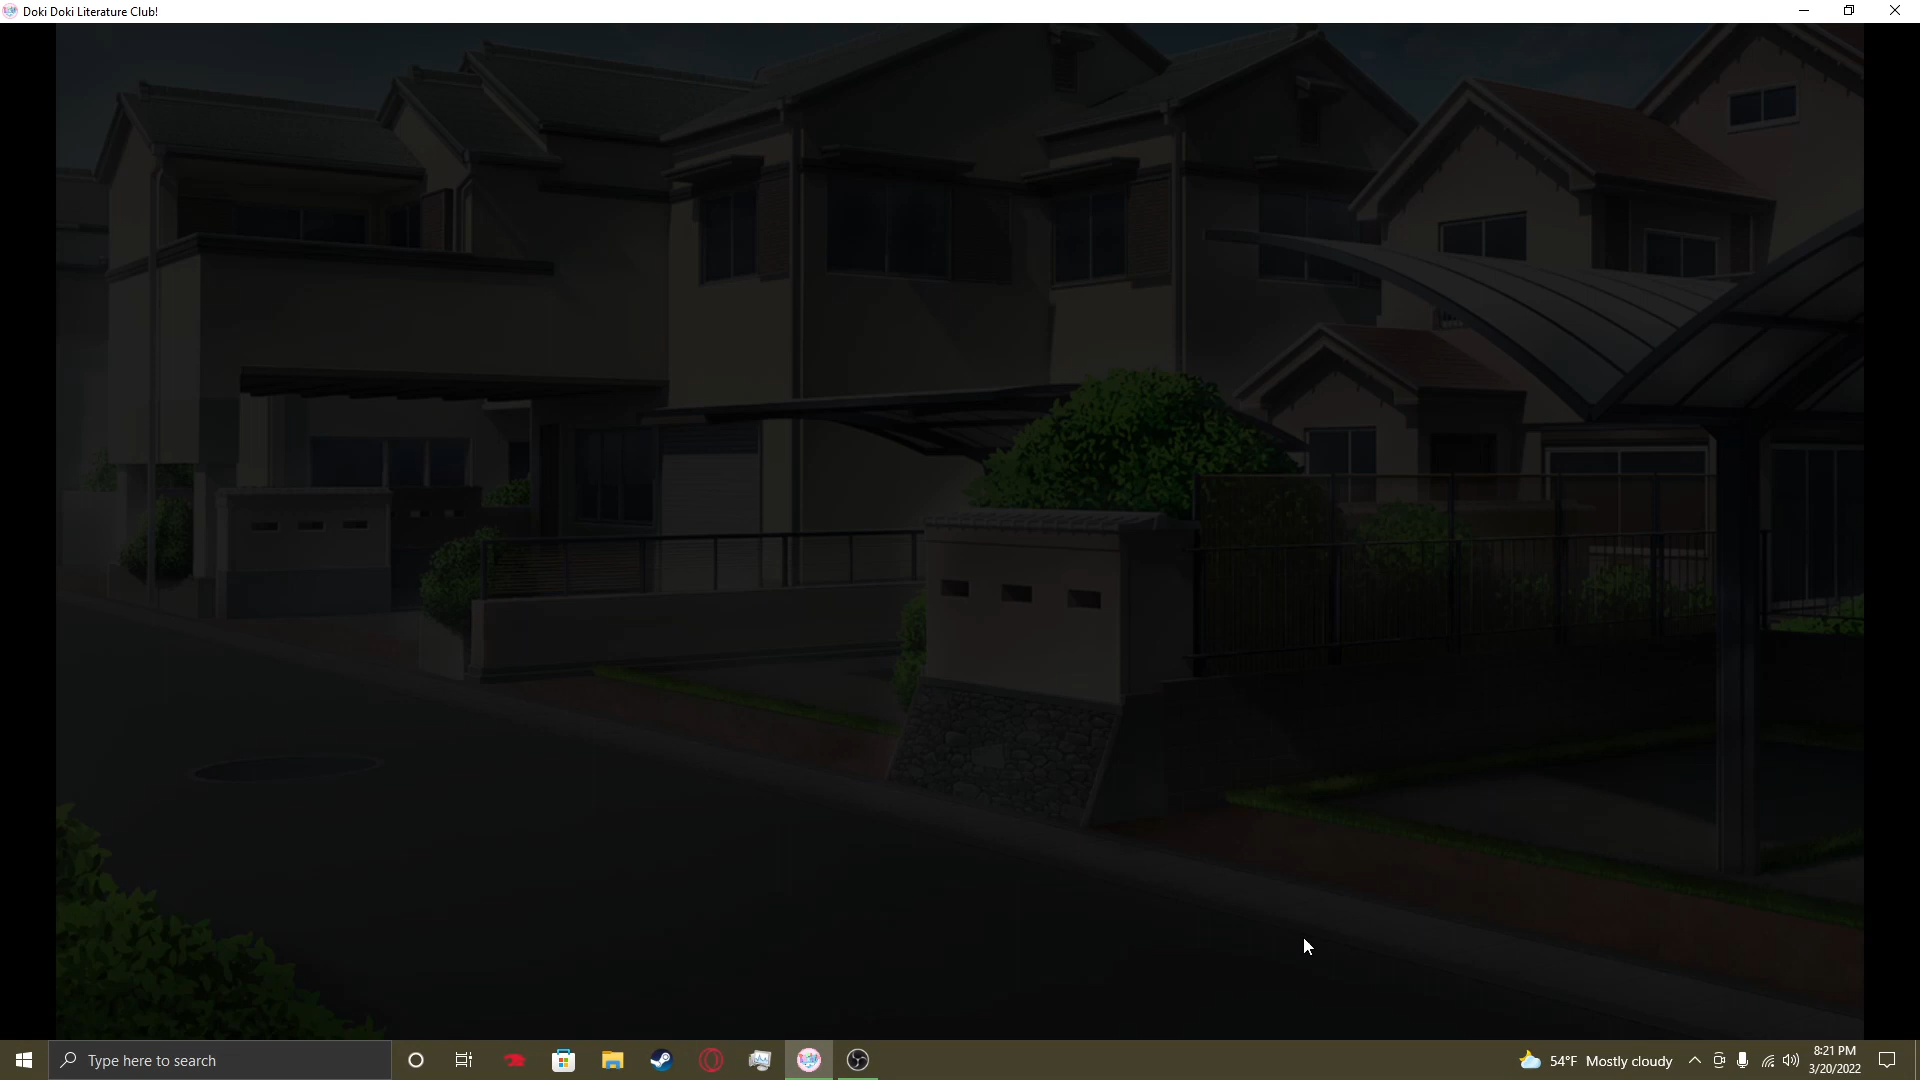 Doki Doki Literature Club!
Type here to search
54°F Mostly cloudy
8:21 PM
3/20/2022